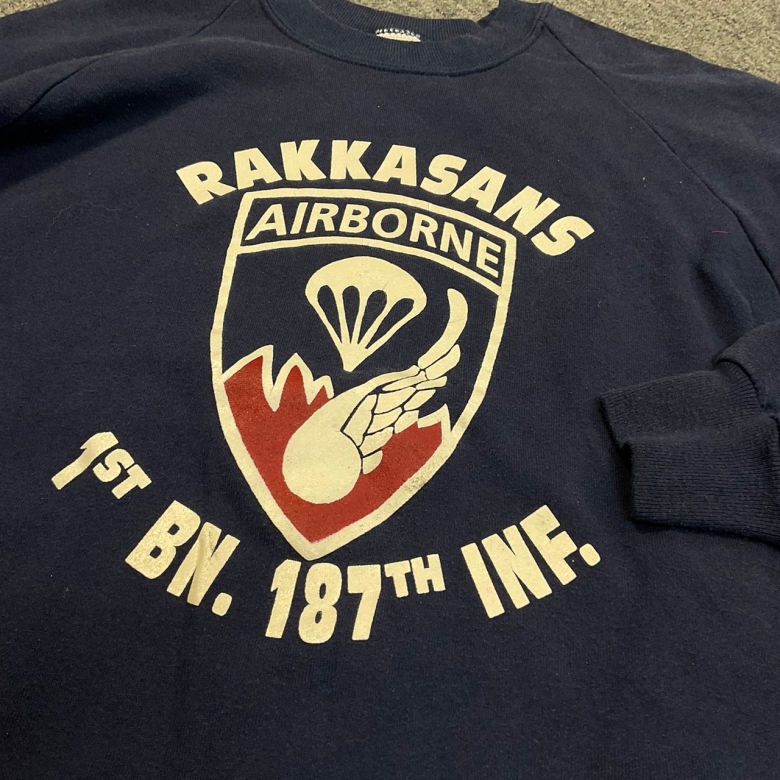 RAKKASANS
AIRBORNE
1ST BN. 187TH INF.